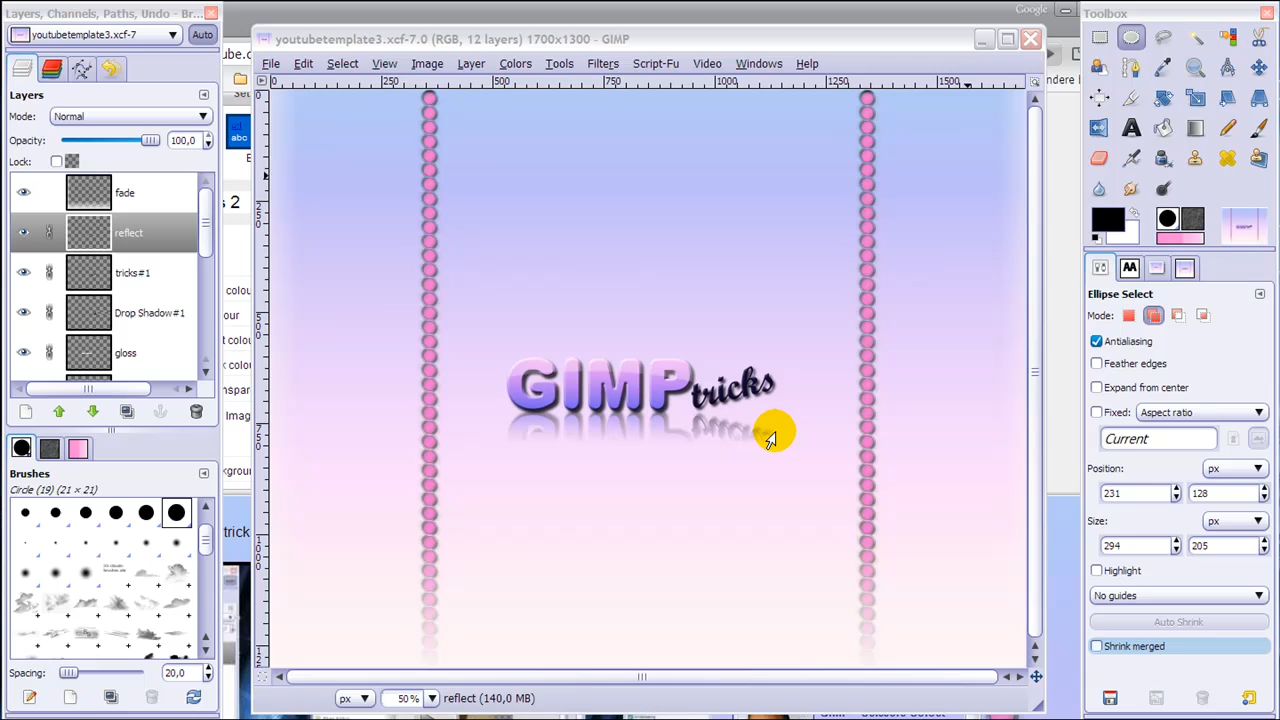 Layers, Channels, Paths, Undo - Br...
youtubetemplate3.xcf-7
Auto
Layers
Mode: Normal
Opacity: 100,0
Lock:
fade
reflect
tricks#1
Drop Shadow#1
gloss
Brushes
Circle (19) (21 × 21)
Spacing: 20,0
Google
youtubetemplate3.xcf-7.0 (RGB, 12 layers) 1700x1300 - GIMP
File Edit Select View Image Layer Colors Tools Filters Script-Fu Video Windows Help
0 250 500 750 1000 1250 1500
GIMP tricks
px 50% reflect (140,0 MB)
abc
s 2
trick
Toolbox
Ellipse Select
Mode:
Antialiasing
Feather edges
Expand from center
Fixed: Aspect ratio
Current
Position: px
231 128
Size: px
294 205
Highlight
No guides
Auto Shrink
Shrink merged